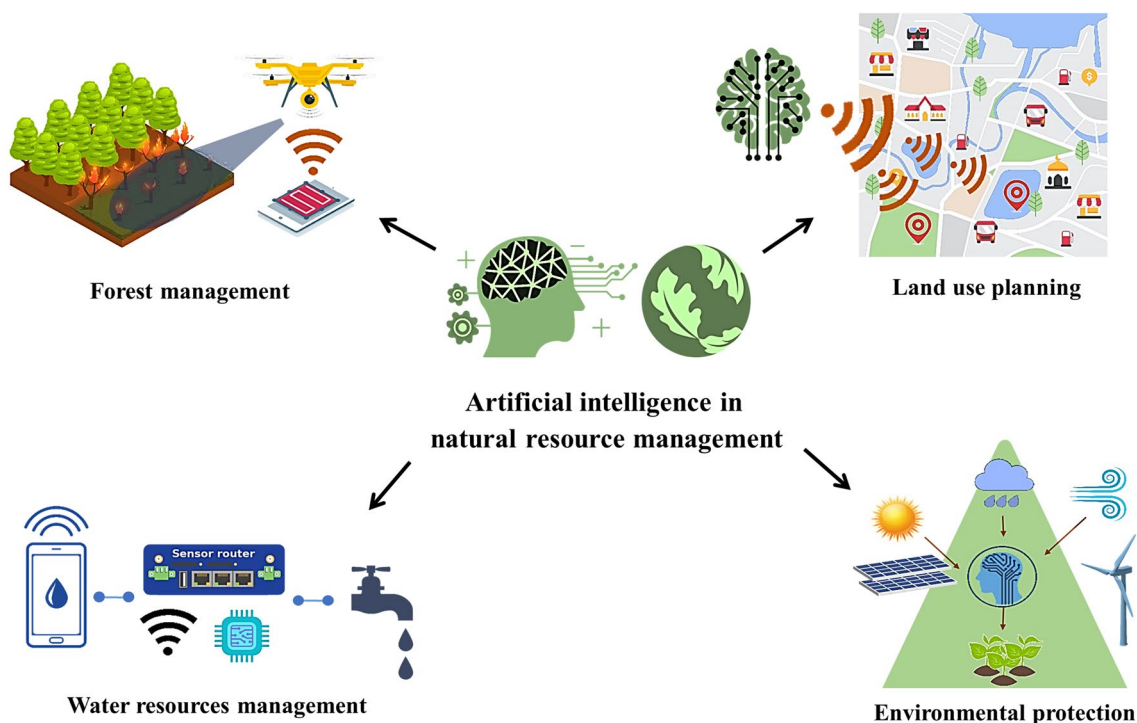 Forest management
Land use planning
Artificial intelligence in
natural resource management
Sensor router
Water resources management
Environmental protection